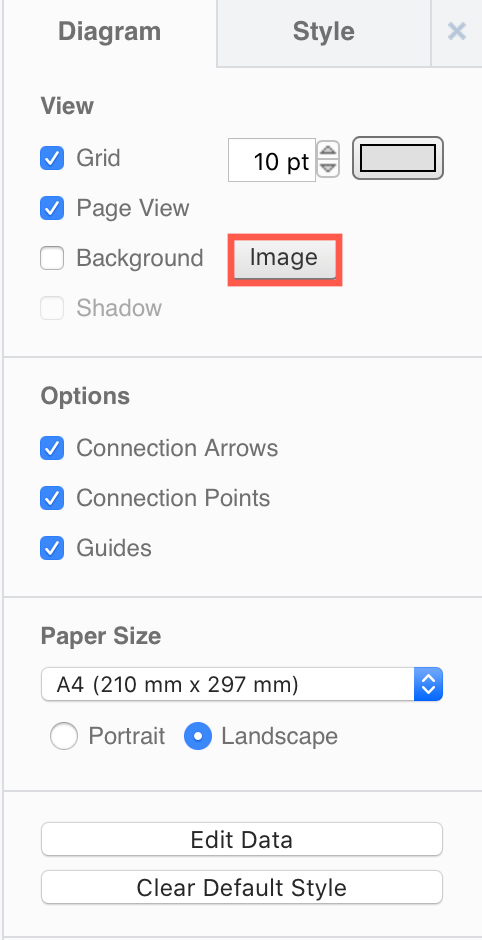 Diagram Style ×
View
Grid 10 pt
Page View
Background Image
Shadow
Options
Connection Arrows
Connection Points
Guides
Paper Size
A4 (210 mm x 297 mm)
Portrait Landscape
Edit Data
Clear Default Style